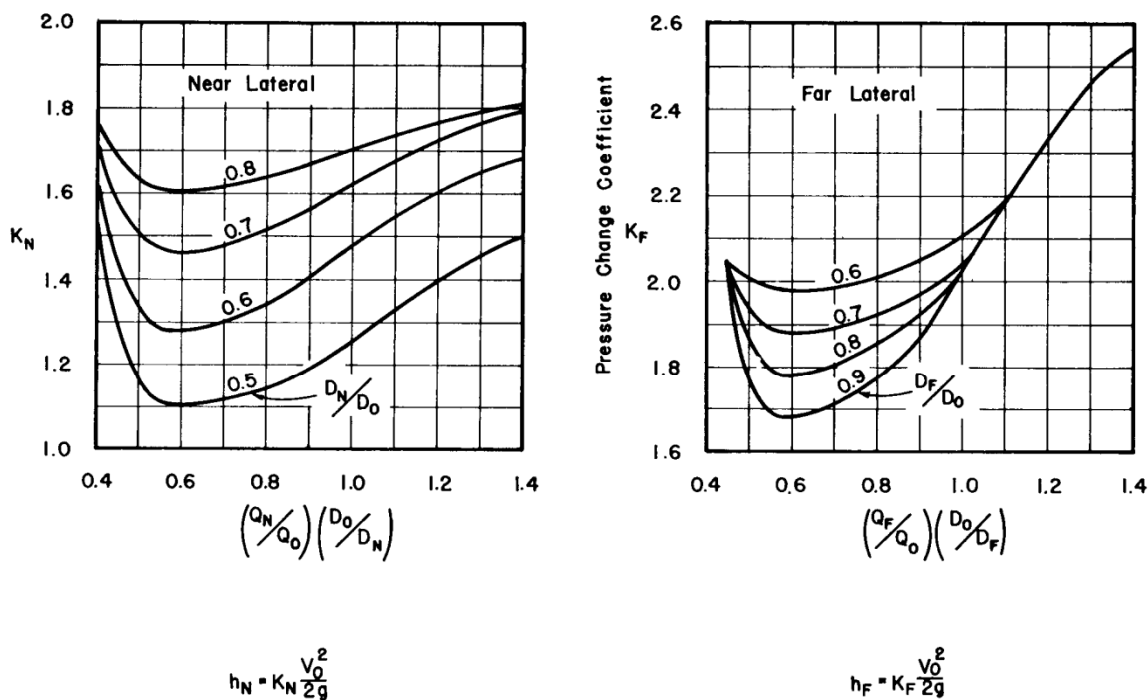 2.0
1.8
1.6
1.4
1.2
1.0
K_N
Near Lateral
0.8
0.7
0.6
0.5
D_N/D_O
0.4 0.6 0.8 1.0 1.2 1.4
(Q_N/Q_O)(D_O/D_N)
h_N = K_N V_O^2/2g
Pressure Change Coefficient
2.6
2.4
2.2
2.0
1.8
1.6
K_F
Far Lateral
0.6
0.7
0.8
0.9
D_F/D_O
0.4 0.6 0.8 1.0 1.2 1.4
(Q_F/Q_O)(D_O/D_F)
h_F = K_F V_O^2/2g